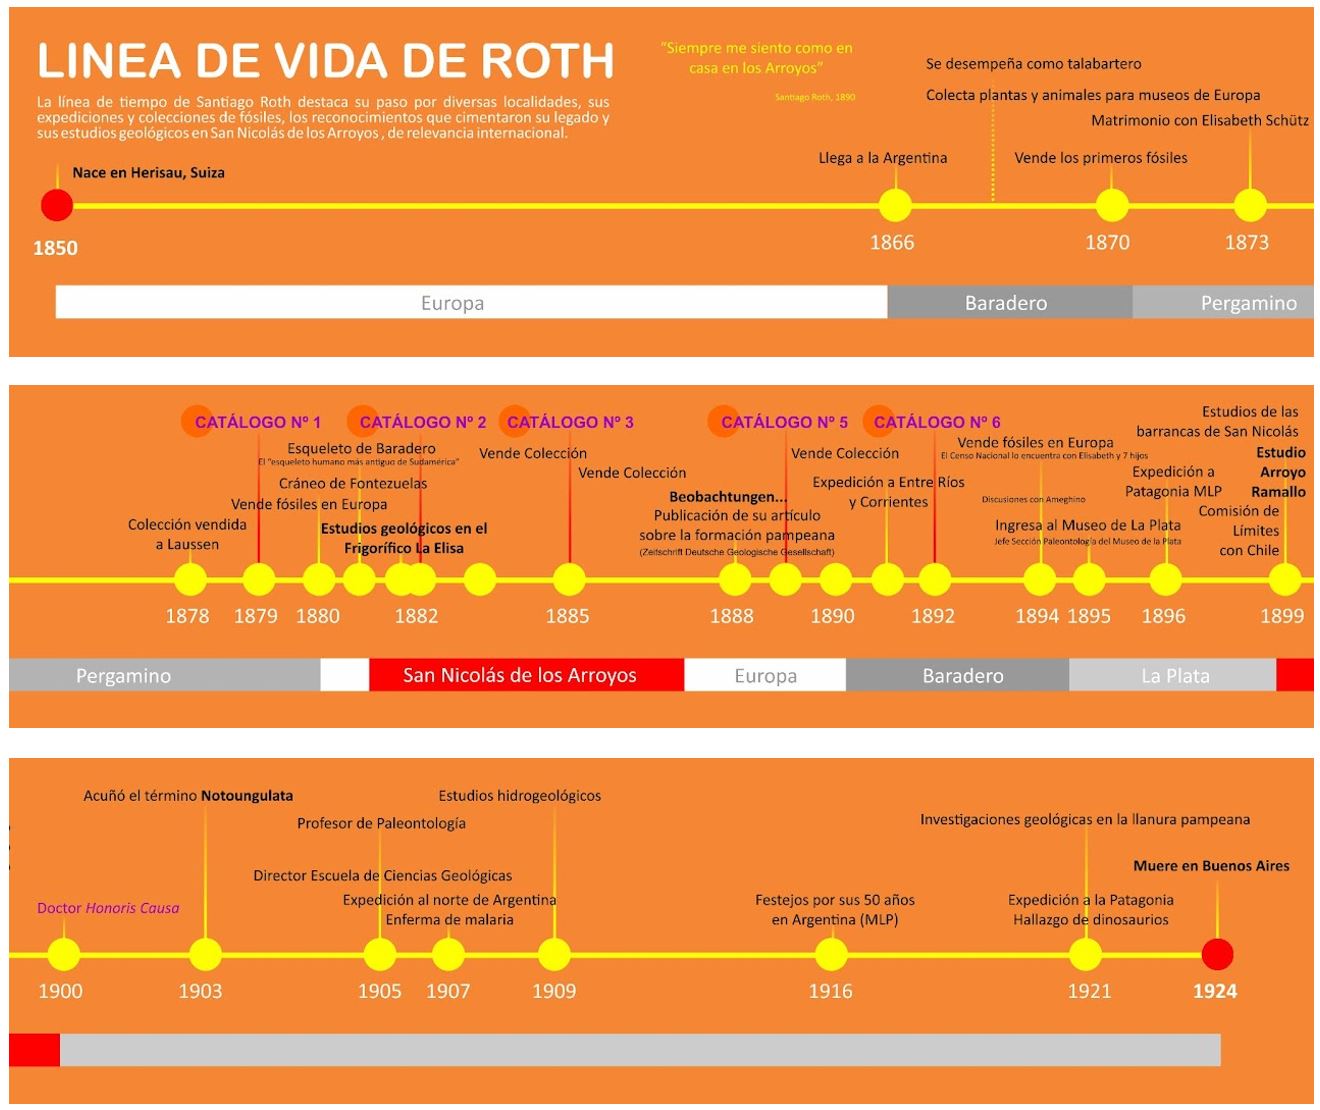 LINEA DE VIDA DE ROTH
La línea de tiempo de Santiago Roth destaca su paso por diversas localidades, sus
expediciones y colecciones de fósiles, los reconocimientos que cimentaron su legado y
sus estudios geológicos en San Nicolás de los Arroyos , de relevancia internacional.
"Siempre me siento como en
casa en los Arroyos"
Santiago Roth, 1890
Se desempeña como talabartero
Colecta plantas y animales para museos de Europa
Matrimonio con Elisabeth Schütz
Llega a la Argentina
Vende los primeros fósiles
Nace en Herisau, Suiza
1850
1866
1870
1873
Europa
Baradero
Pergamino
CATÁLOGO Nº 1
CATÁLOGO Nº 2
CATÁLOGO Nº 3
CATÁLOGO Nº 5
CATÁLOGO Nº 6
Esqueleto de Baradero
El "esqueleto humano más antiguo de Sudamérica"
Cráneo de Fontezuelas
Vende fósiles en Europa
Colección vendida
a Laussen
Estudios geológicos en el
Frigorífico La Elisa
Vende Colección
Vende Colección
Beobachtungen...
Publicación de su artículo
sobre la formación pampeana
(Zeitschrift Deutsche Geologische Gesellschaft)
Vende Colección
Expedición a Entre Ríos
y Corrientes
Vende fósiles en Europa
El Censo Nacional lo encuentra con Elisabeth y 7 hijos
Discusiones con Ameghino
Ingresa al Museo de La Plata
Jefe Sección Paleontología del Museo de la Plata
Expedición a
Patagonia MLP
Estudios de las
barrancas de San Nicolás
Estudio
Arroyo
Ramallo
Comisión de
Límites
con Chile
1878
1879
1880
1882
1885
1888
1890
1892
1894
1895
1896
1899
Pergamino
San Nicolás de los Arroyos
Europa
Baradero
La Plata
Acuñó el término Notoungulata
Estudios hidrogeológicos
Profesor de Paleontología
Investigaciones geológicas en la llanura pampeana
Director Escuela de Ciencias Geológicas
Muere en Buenos Aires
Doctor Honoris Causa
Expedición al norte de Argentina
Enferma de malaria
Festejos por sus 50 años
en Argentina (MLP)
Expedición a la Patagonia
Hallazgo de dinosaurios
1900
1903
1905
1907
1909
1916
1921
1924